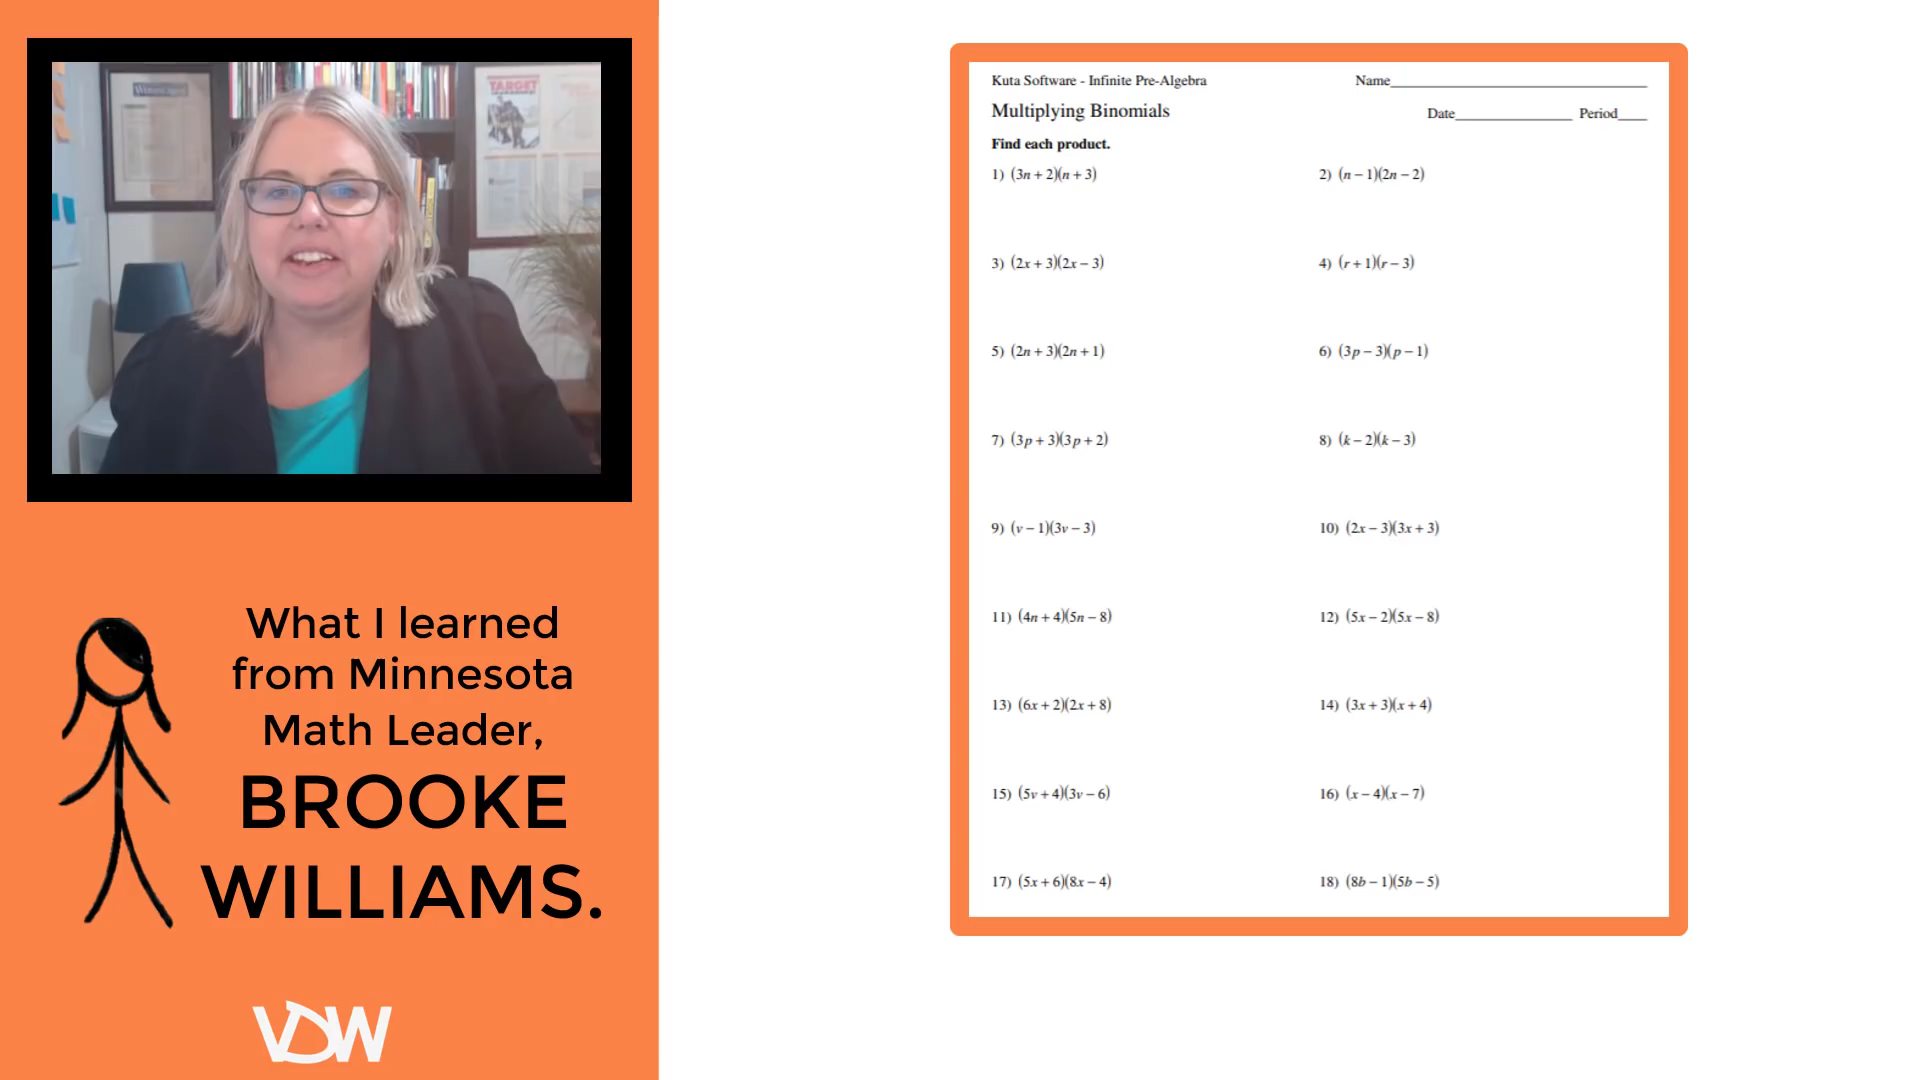 TARGET
What I learned
from Minnesota
Math Leader,
BROOKE
WILLIAMS.
VDW
Kuta Software - Infinite Pre-Algebra
Name
Multiplying Binomials
Date Period
Find each product.
1) (3n + 2)(n + 3)
2) (n − 1)(2n − 2)
3) (2x + 3)(2x − 3)
4) (r + 1)(r − 3)
5) (2n + 3)(2n + 1)
6) (3p − 3)(p − 1)
7) (3p + 3)(3p + 2)
8) (k − 2)(k − 3)
9) (v − 1)(3v − 3)
10) (2x − 3)(3x + 3)
11) (4n + 4)(5n − 8)
12) (5x − 2)(5x − 8)
13) (6x + 2)(2x + 8)
14) (3x + 3)(x + 4)
15) (5v + 4)(3v − 6)
16) (x − 4)(x − 7)
17) (5x + 6)(8x − 4)
18) (8b − 1)(5b − 5)